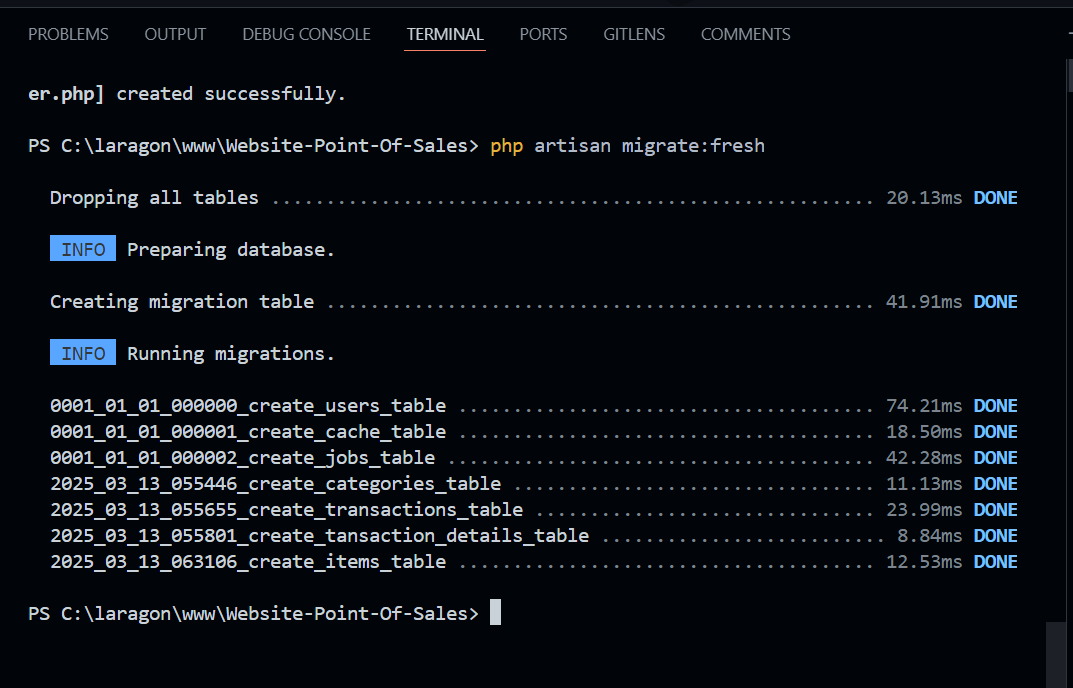 PROBLEMS OUTPUT DEBUG CONSOLE TERMINAL PORTS GITLENS COMMENTS
er.php] created successfully.
PS C:\laragon\www\Website-Point-Of-Sales> php artisan migrate:fresh
Dropping all tables ....................................................... 20.13ms DONE
INFO Preparing database.
Creating migration table .................................................. 41.91ms DONE
INFO Running migrations.
0001_01_01_000000_create_users_table ...................................... 74.21ms DONE
0001_01_01_000001_create_cache_table ...................................... 18.50ms DONE
0001_01_01_000002_create_jobs_table ....................................... 42.28ms DONE
2025_03_13_055446_create_categories_table ................................. 11.13ms DONE
2025_03_13_055655_create_transactions_table ............................... 23.99ms DONE
2025_03_13_055801_create_tansaction_details_table .......................... 8.84ms DONE
2025_03_13_063106_create_items_table ...................................... 12.53ms DONE
PS C:\laragon\www\Website-Point-Of-Sales>